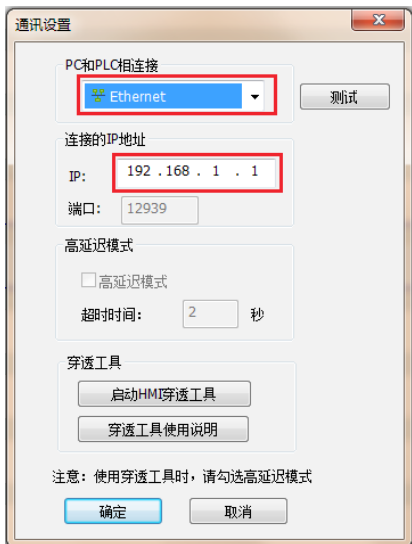 通讯设置
PC和PLC相连接
Ethernet
测试
连接的IP地址
IP: 192 . 168 . 1 . 1
端口: 12939
高延迟模式
高延迟模式
超时时间: 2 秒
穿透工具
启动HMI穿透工具
穿透工具使用说明
注意: 使用穿透工具时, 请勾选高延迟模式
确定 取消